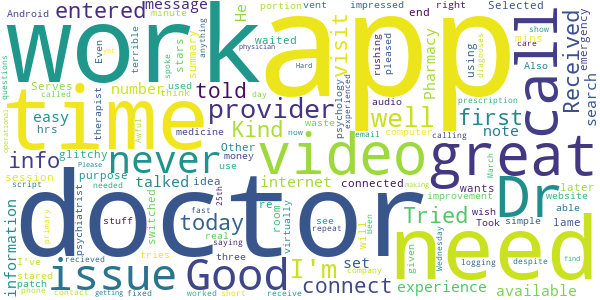 Android
minute
portion
vent
impressed
end
right
Selected
entered
message
He
work
app
call
Even
terrible
stars
summary
waited
mins
rushing
pleased
show
Received
anything
physician
Hard
time
hrs
Serves
called
easy
therapist
number
think
told
provider
visit
Pharmacy
using
care
Also
diagnoses
search
emergency
questions
yet
spoke
used
day
Kind
audio
psychology
experienced
well
first
note
prescription
operational
Awful
medicine
now
waste
email
computer
calling
info
never
Other
money
use
video
great
March
glitchy
Please
purpose
idea
internet
connected
improvement
wants
later
website
session
script
needed
talked
re
making
Took
simple
able
information
primary
psychiatrist
stuff
switched
fast
25th
today
room
virtually
Tried
wish
lame
Dr
doctor
need
real
saying
three
see
repeat
will
Been
given
Wednesday
logging
despite
find
I've
stared
recieved
tries
issue
Good
I'm
set
connect
experience
available
patch
phone
contact
getting
fixed
worked
short
receive
company